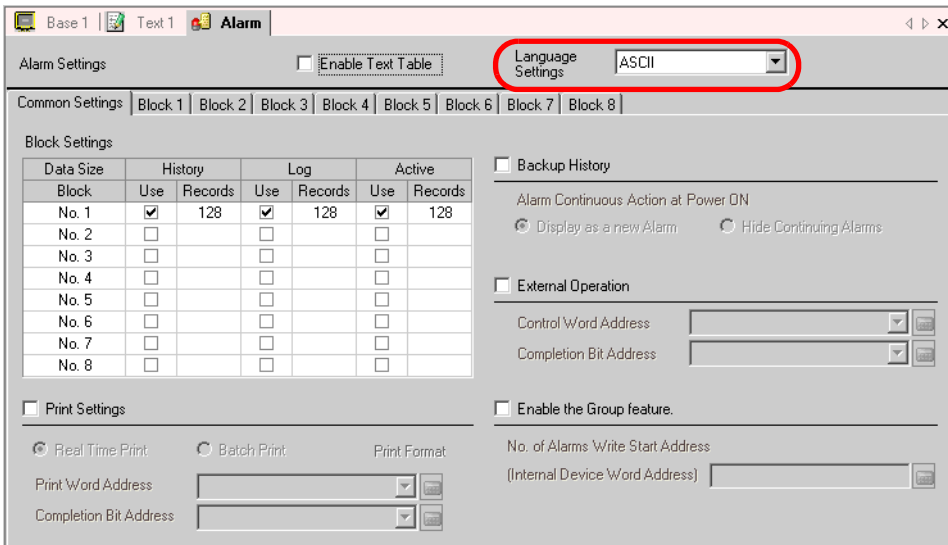 Base 1 Text 1 Alarm
Alarm Settings Enable Text Table Language Settings ASCII
Common Settings Block 1 Block 2 Block 3 Block 4 Block 5 Block 6 Block 7 Block 8
Block Settings
Data Size History Log Active
Block Use Records Use Records Use Records
No. 1 128 128 128
No. 2
No. 3
No. 4
No. 5
No. 6
No. 7
No. 8
Backup History
Alarm Continuous Action at Power ON
Display as a new Alarm Hide Continuing Alarms
External Operation
Control Word Address
Completion Bit Address
Print Settings
Real Time Print Batch Print Print Format
Print Word Address
Completion Bit Address
Enable the Group feature.
No. of Alarms Write Start Address
(Internal Device Word Address)